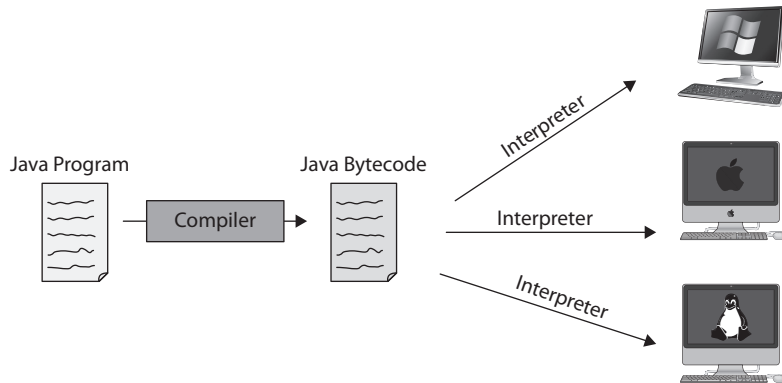 Java Program
Compiler
Java Bytecode
Interpreter
Interpreter
Interpreter